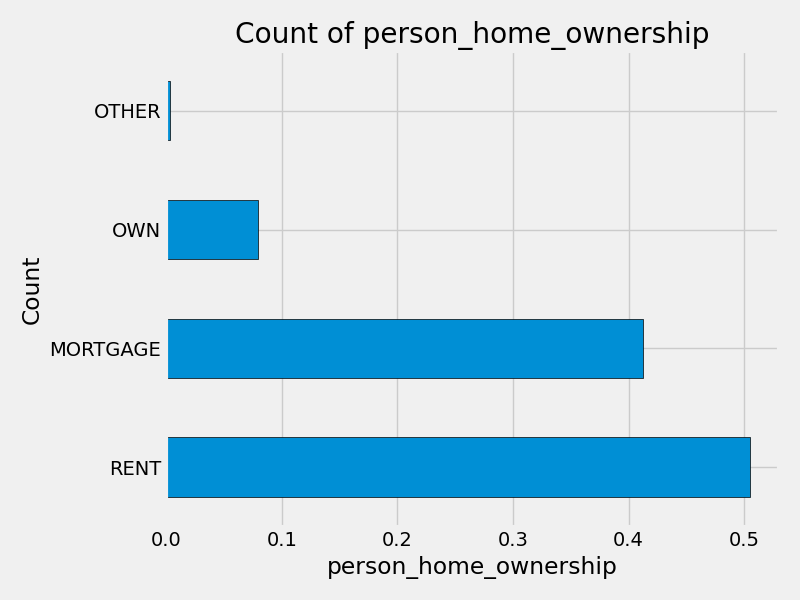 Count of person_home_ownership
OTHER
OWN
MORTGAGE
RENT
Count
0.0 0.1 0.2 0.3 0.4 0.5
person_home_ownership